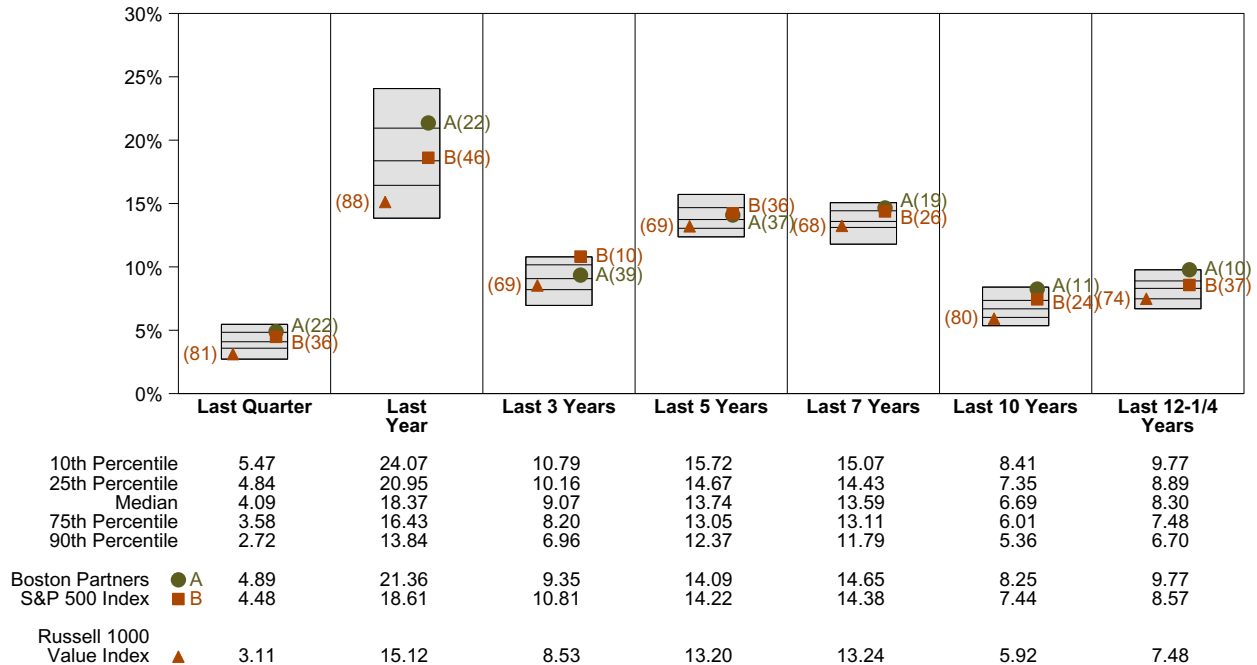 30%
25%
20%
15%
10%
5%
0%
Last Quarter
Last
Year
Last 3 Years
Last 5 Years
Last 7 Years
Last 10 Years
Last 12-1/4
Years
A(22)
B(36)
(81)
A(22)
B(46)
(88)
B(10)
A(39)
(69)
B(36)
A(37)
(69)
A(19)
B(26)
(68)
A(11)
B(24)
(80)
A(10)
B(37)
(74)
10th Percentile 5.47 24.07 10.79 15.72 15.07 8.41 9.77
25th Percentile 4.84 20.95 10.16 14.67 14.43 7.35 8.89
Median 4.09 18.37 9.07 13.74 13.59 6.69 8.30
75th Percentile 3.58 16.43 8.20 13.05 13.11 6.01 7.48
90th Percentile 2.72 13.84 6.96 12.37 11.79 5.36 6.70
Boston Partners A 4.89 21.36 9.35 14.09 14.65 8.25 9.77
S&P 500 Index B 4.48 18.61 10.81 14.22 14.38 7.44 8.57
Russell 1000
Value Index 3.11 15.12 8.53 13.20 13.24 5.92 7.48